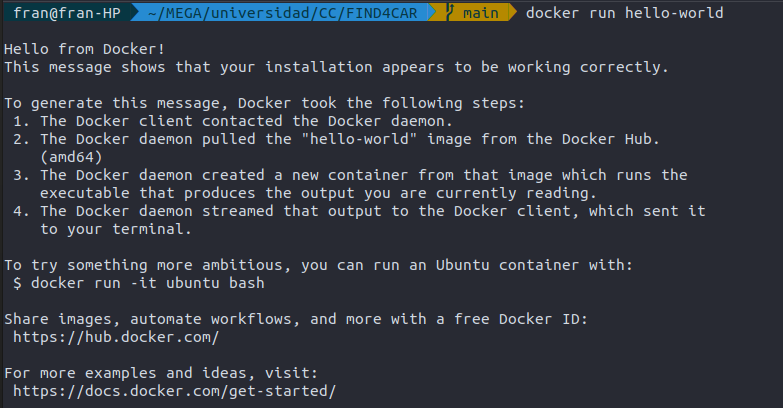 fran@fran-HP ~/MEGA/universidad/CC/FIND4CAR main docker run hello-world
Hello from Docker!
This message shows that your installation appears to be working correctly.
To generate this message, Docker took the following steps:
1. The Docker client contacted the Docker daemon.
2. The Docker daemon pulled the "hello-world" image from the Docker Hub.
(amd64)
3. The Docker daemon created a new container from that image which runs the
executable that produces the output you are currently reading.
4. The Docker daemon streamed that output to the Docker client, which sent it
to your terminal.
To try something more ambitious, you can run an Ubuntu container with:
$ docker run -it ubuntu bash
Share images, automate workflows, and more with a free Docker ID:
https://hub.docker.com/
For more examples and ideas, visit:
https://docs.docker.com/get-started/